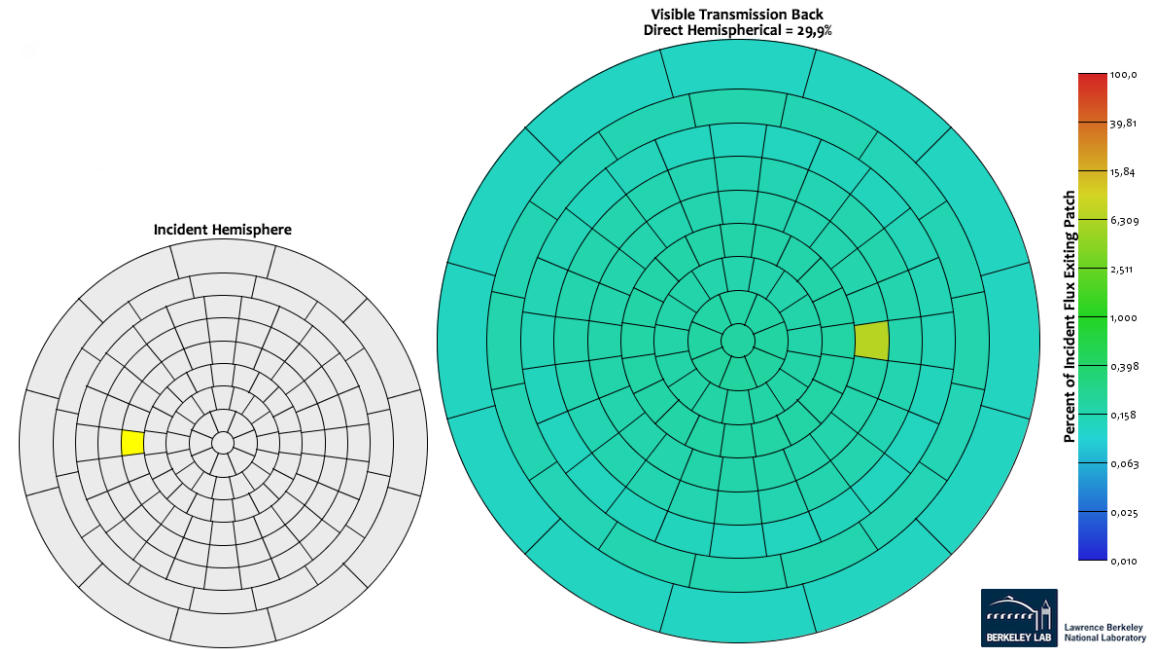 Visible Transmission Back
Direct Hemispherical = 29,9%
Incident Hemisphere
Percent of Incident Flux Exiting Patch
100,0
39,81
15,84
6,309
2,511
1,000
0,398
0,158
0,063
0,025
0,010
BERKELEY LAB
Lawrence Berkeley
National Laboratory